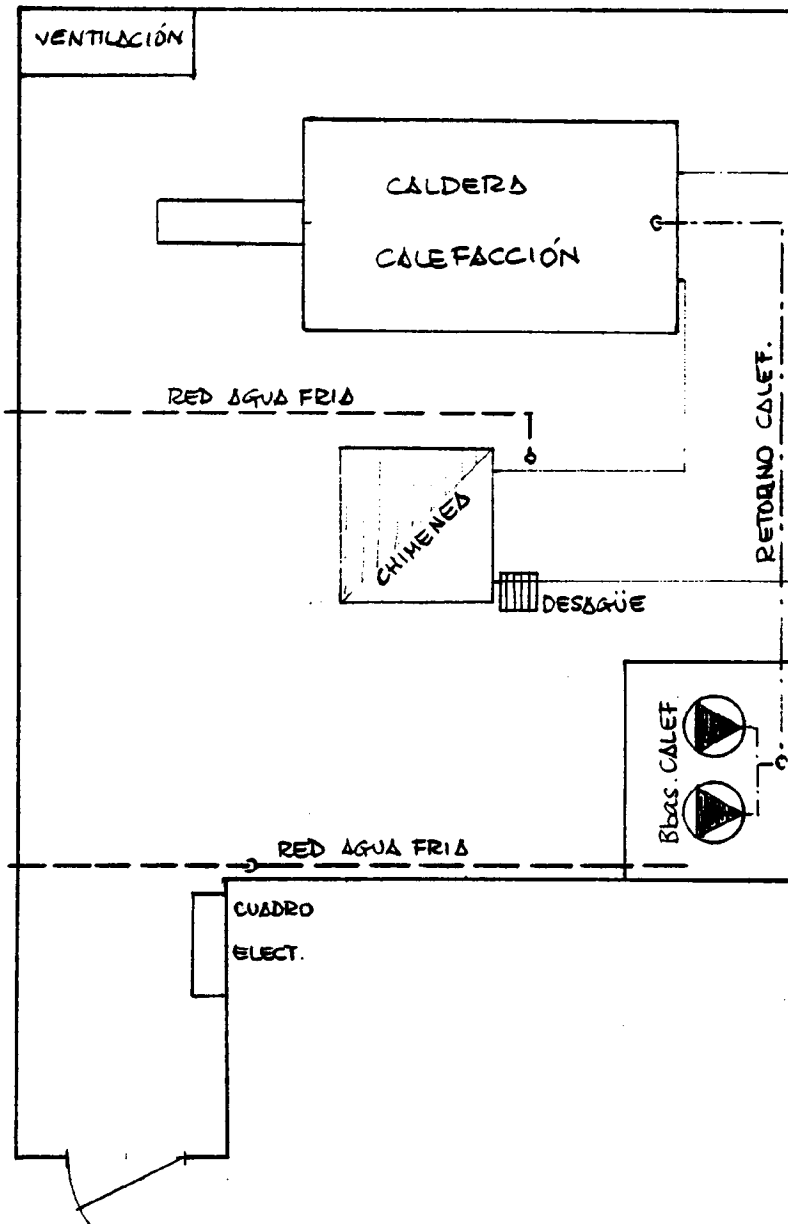 VENTILACIÓN
CALDERA
CALEFACCIÓN
RED AGUA FRIA
RETORNO CALEF.
CHIMENEA
DESAGÜE
Bbas. CALEF
RED AGUA FRIA
CUADRO
ELECT.